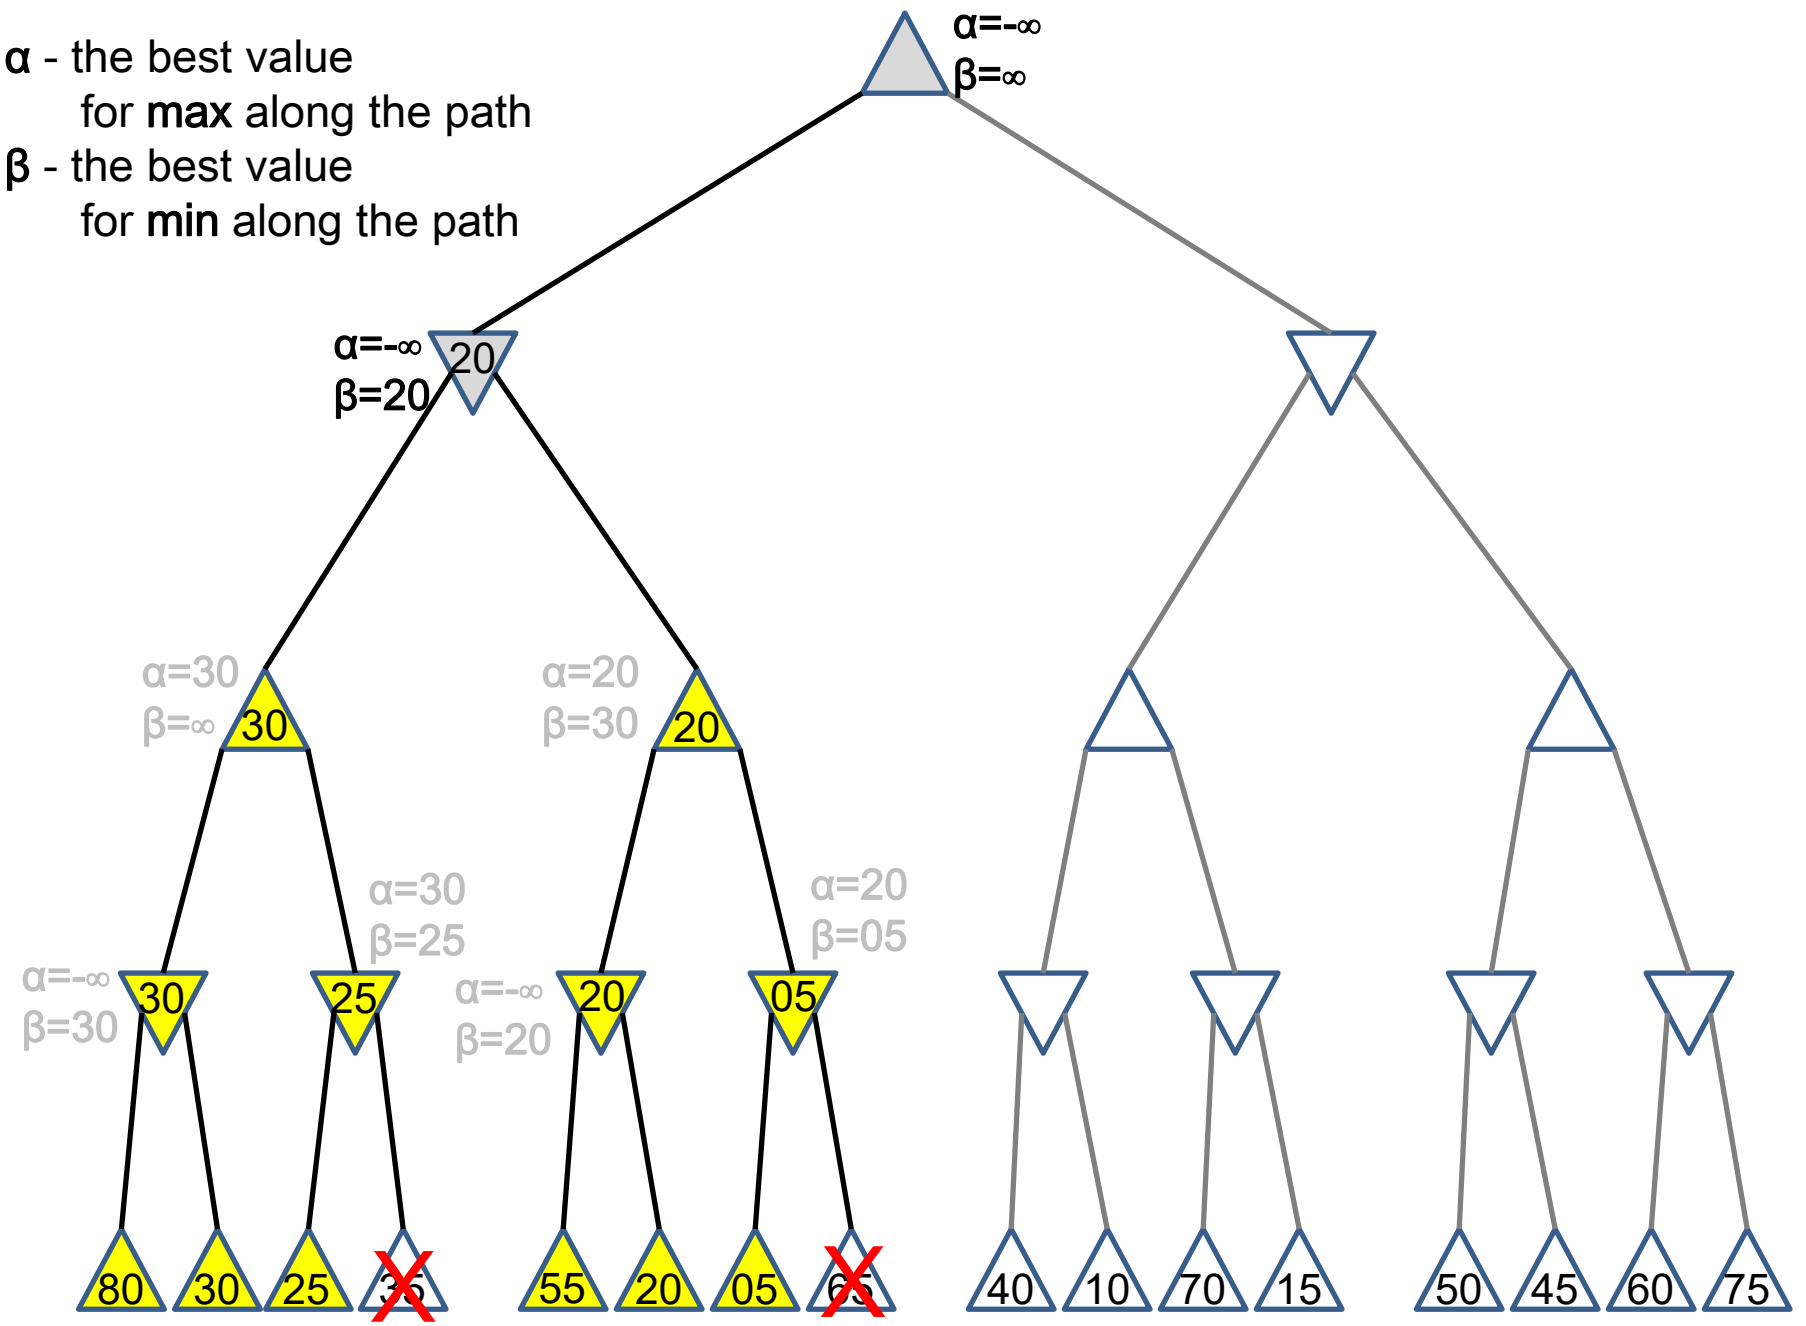 α - the best value
for max along the path
β - the best value
for min along the path
α=-∞
β=∞
α=-∞
β=20
20
α=30
β=∞
30
α=20
β=30
20
α=30
β=25
α=20
β=05
α=-∞
β=30
30
25
α=-∞
β=20
20
05
80 30 25 35 55 20 05 65 40 10 70 15 50 45 60 75